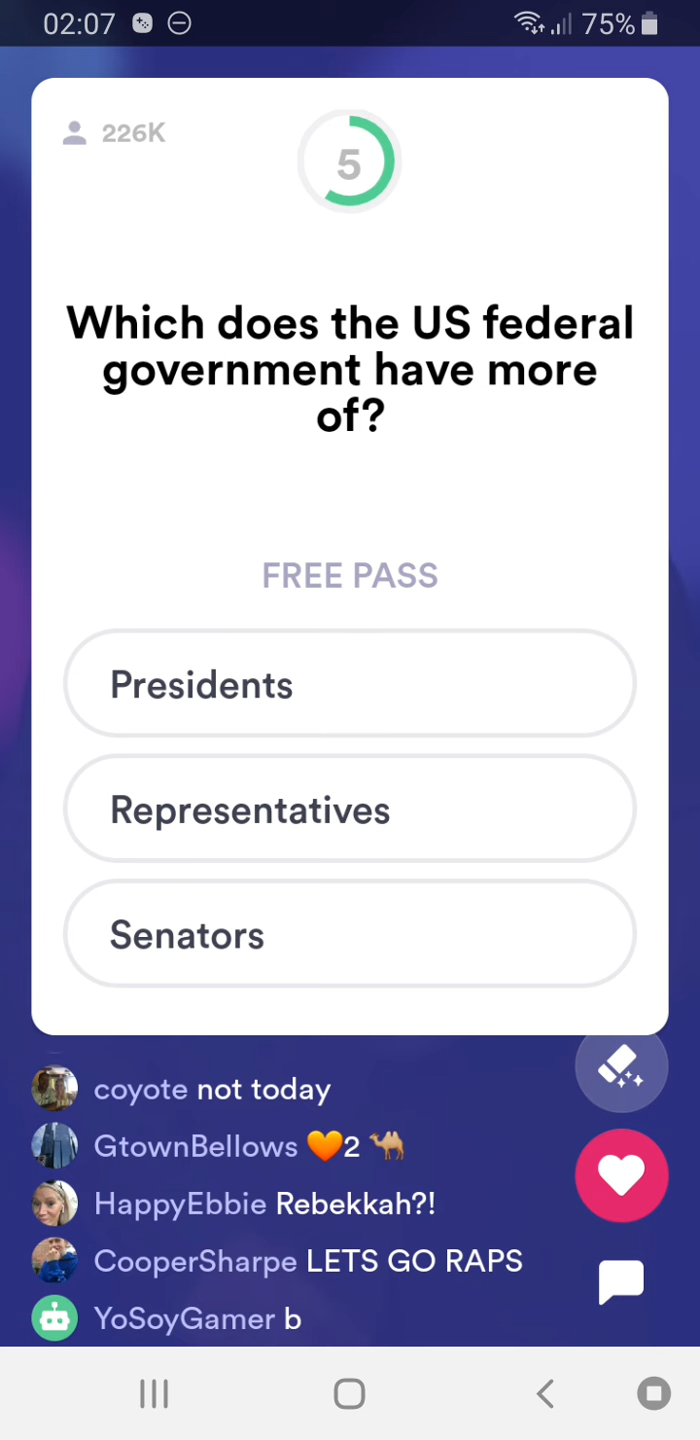 02:07 75%
226K
5
Which does the US federal
government have more
of?
FREE PASS
Presidents
Representatives
Senators
coyote not today
GtownBellows 🧡2 🐫
HappyEbbie Rebekkah?!
CooperSharpe LETS GO RAPS
YoSoyGamer b